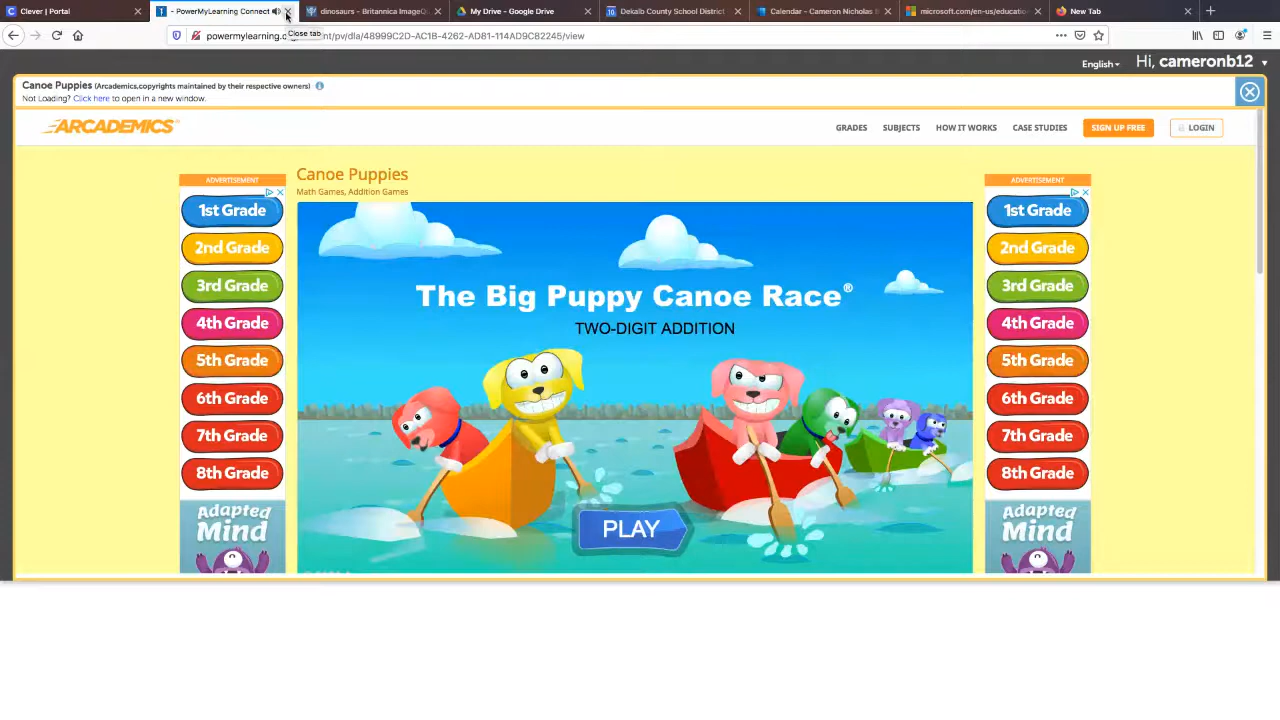 Clever | Portal
- PowerMyLearning Connect
dinosaurs – Britannica ImageQ
My Drive - Google Drive
Dekalb County School District
Calendar - Cameron Nicholas B
microsoft.com/en-us/educatio
New Tab
Close tab
powermylearning.o
nt/pv/dla/48999C2D-AC1B-4262-AD81-114AD9C82245/view
English
Hi, cameronb12
Canoe Puppies (Arcademics.copyrights maintained by their respective owners)
Not Loading? Click here to open in a new window.
ARCADEMICS
GRADES
SUBJECTS
HOW IT WORKS
CASE STUDIES
SIGN UP FREE
LOGIN
Canoe Puppies
Math Games, Addition Games
ADVERTISEMENT
1st Grade
2nd Grade
3rd Grade
4th Grade
5th Grade
6th Grade
7th Grade
8th Grade
Adapted
Mind
The Big Puppy Canoe Race®
TWO-DIGIT ADDITION
PLAY
ADVERTISEMENT
1st Grade
2nd Grade
3rd Grade
4th Grade
5th Grade
6th Grade
7th Grade
8th Grade
Adapted
Mind